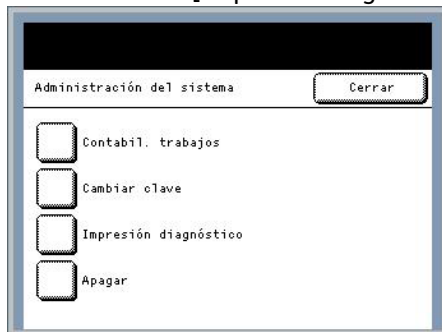 Administración del sistema
Cerrar
Contabil. trabajos
Cambiar clave
Impresión diagnóstico
Apagar